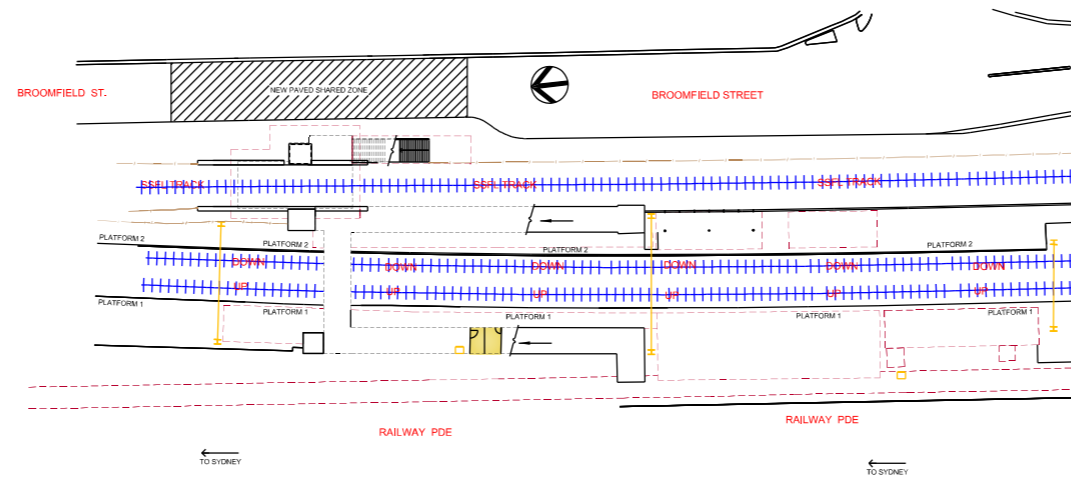 BROOMFIELD ST.
NEW PAVED SHARED ZONE
BROOMFIELD STREET
SSFL TRACK
SSFL TRACK
SSFL TRACK
PLATFORM 2
PLATFORM 2
PLATFORM 2
PLATFORM 2
DOWN
DOWN
DOWN
DOWN
DOWN
DOWN
UP
UP
UP
UP
UP
UP
PLATFORM 1
PLATFORM 1
PLATFORM 1
PLATFORM 1
PLATFORM 1
RAILWAY PDE
RAILWAY PDE
TO SYDNEY
TO SYDNEY